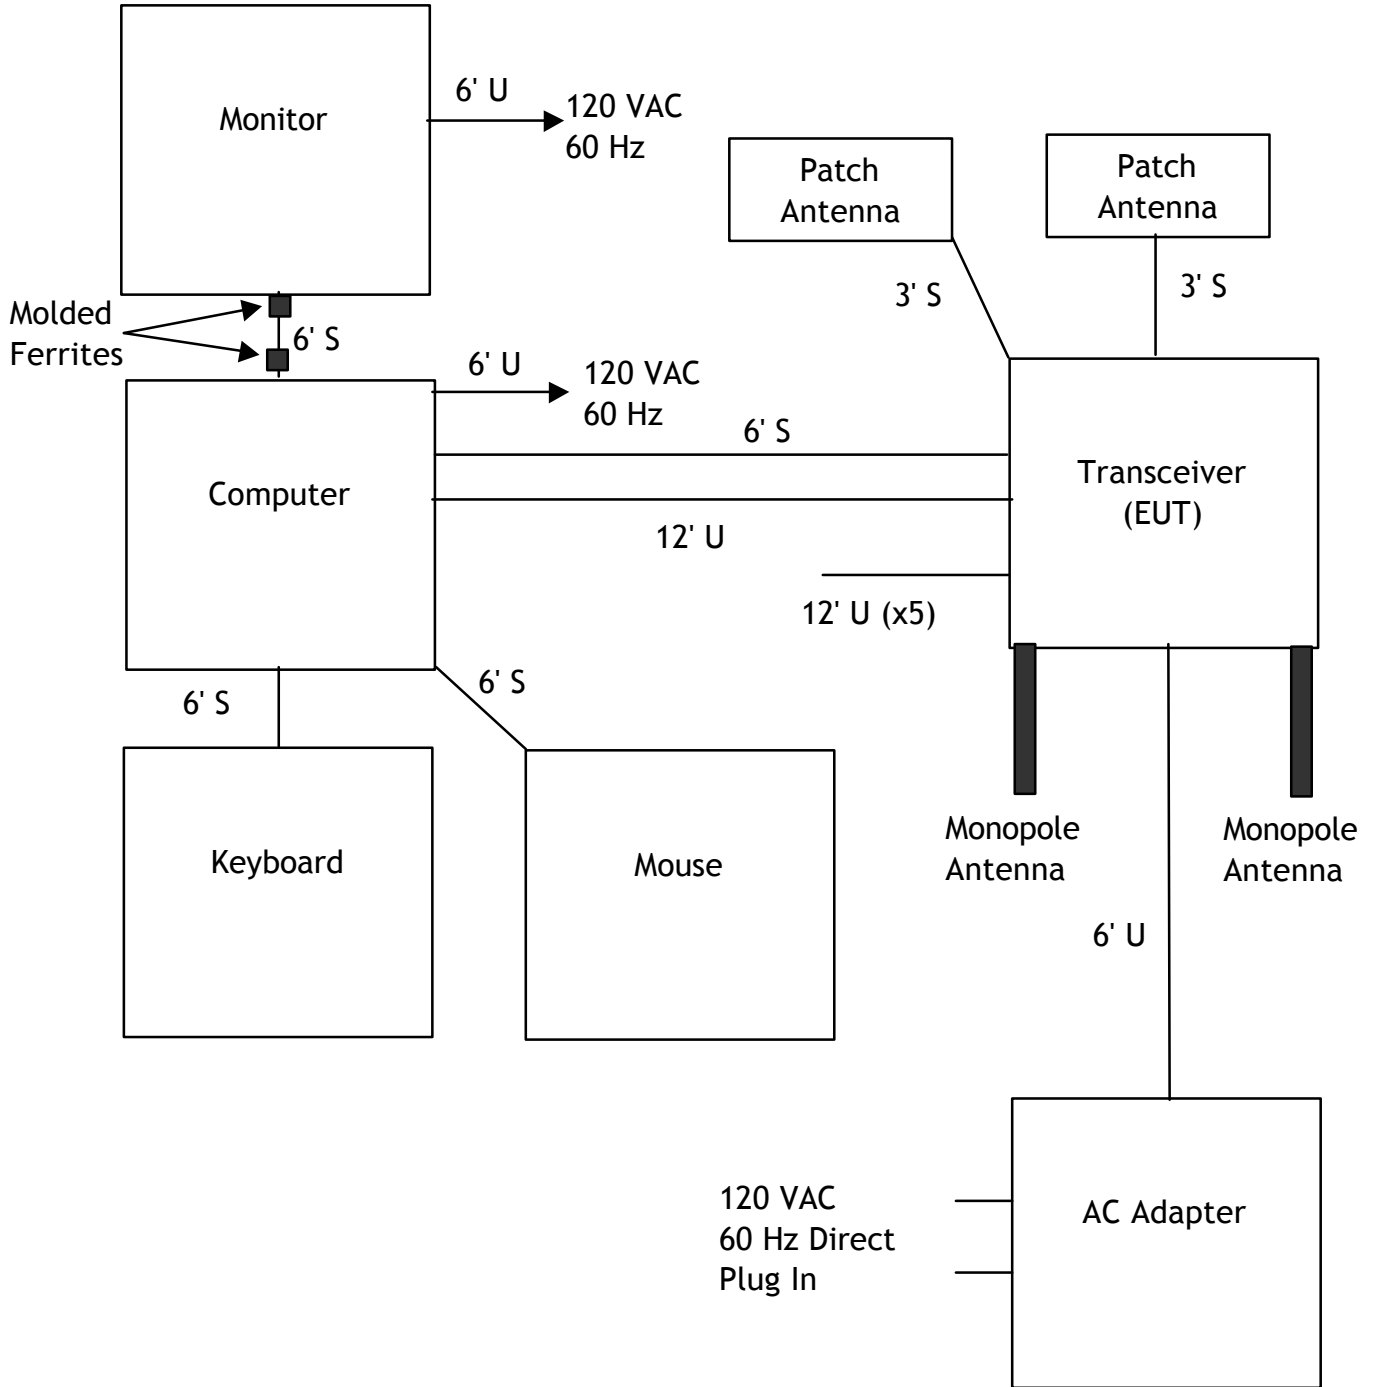 Monitor
6' U
120 VAC
60 Hz
Patch
Antenna
Patch
Antenna
3' S
3' S
Molded
Ferrites
6' S
6' U
120 VAC
60 Hz
6' S
Computer
Transceiver
(EUT)
12' U
12' U (x5)
6' S
6' S
Keyboard
Mouse
Monopole
Antenna
Monopole
Antenna
6' U
120 VAC
60 Hz Direct
Plug In
AC Adapter